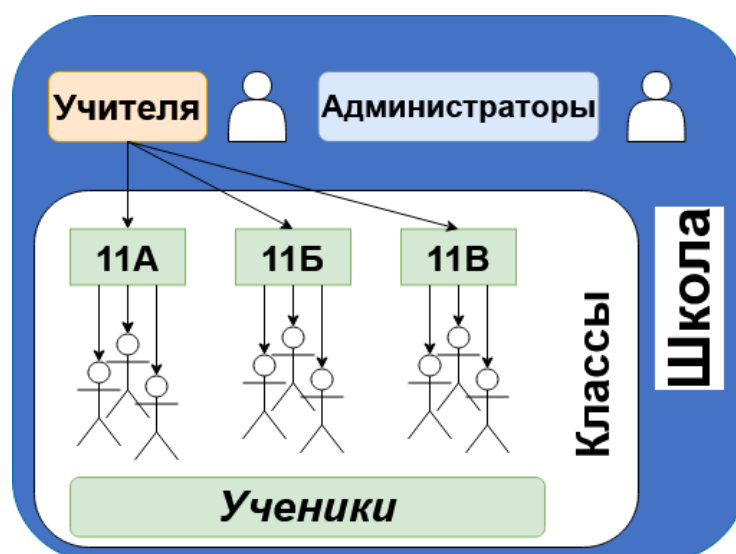 Учителя
Администраторы
11А
11Б
11В
Классы
Школа
Ученики